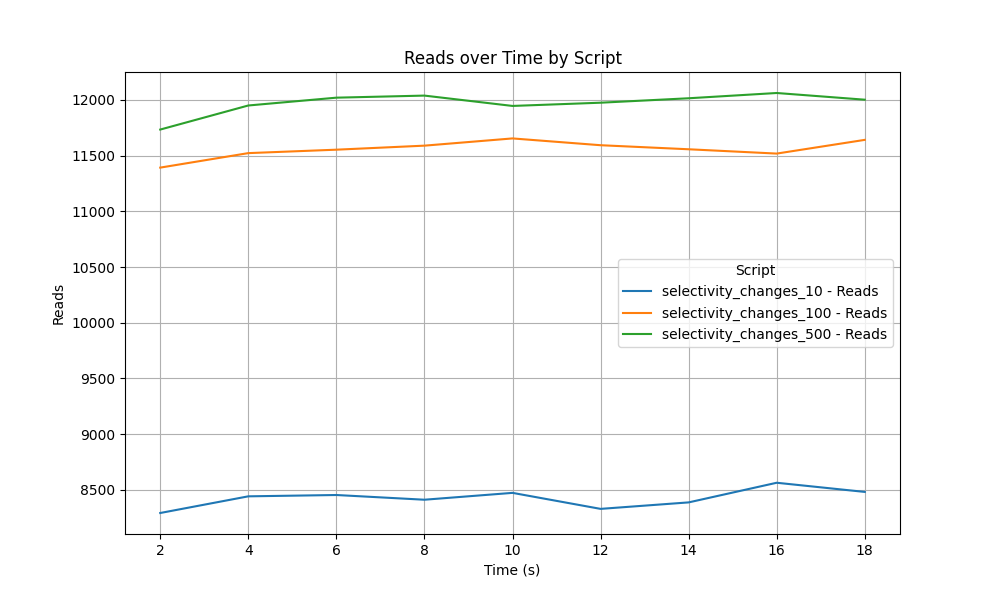 Reads over Time by Script
12000
11500
11000
10500
10000
9500
9000
8500
Reads
Script
selectivity_changes_10 - Reads
selectivity_changes_100 - Reads
selectivity_changes_500 - Reads
2 4 6 8 10 12 14 16 18
Time (s)